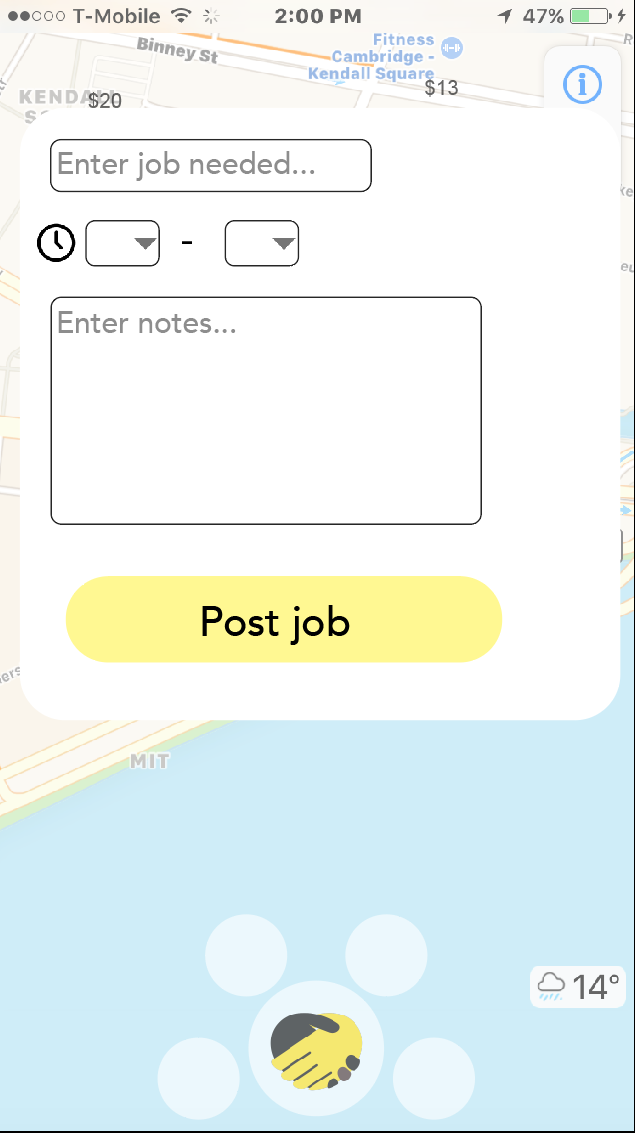 T-Mobile 2:00 PM 47%
Binney St
Fitness
Cambridge -
Kendall Square
KENDALL
$20
$13
Enter job needed...
-
Enter notes...
Post job
MIT
14°